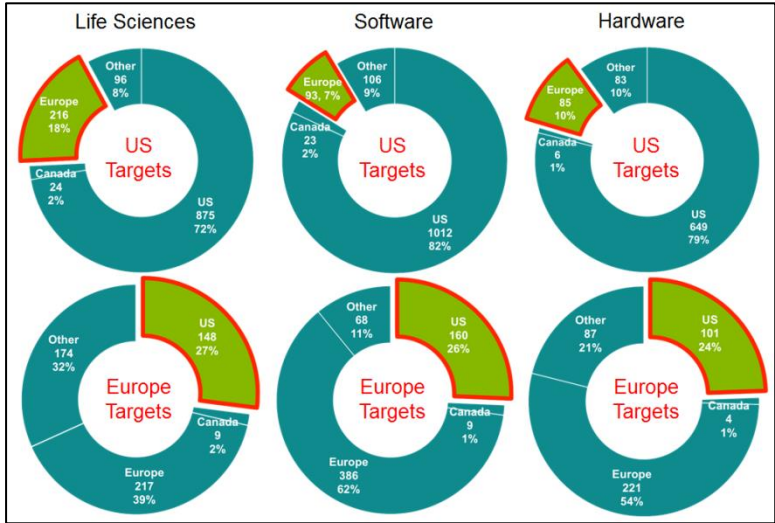 Life Sciences
Software
Hardware
Other
96
8%
Europe
216
18%
Canada
24
2%
US
875
72%
US
Targets
Other
106
9%
Europe
93, 7%
Canada
23
2%
US
1012
82%
US
Targets
Other
83
10%
Europe
85
10%
Canada
6
1%
US
649
79%
US
Targets
US
148
27%
Other
174
32%
Canada
9
2%
Europe
217
39%
Europe
Targets
Other
68
11%
US
160
26%
Canada
9
1%
Europe
386
62%
Europe
Targets
Other
87
21%
US
101
24%
Canada
4
1%
Europe
221
54%
Europe
Targets